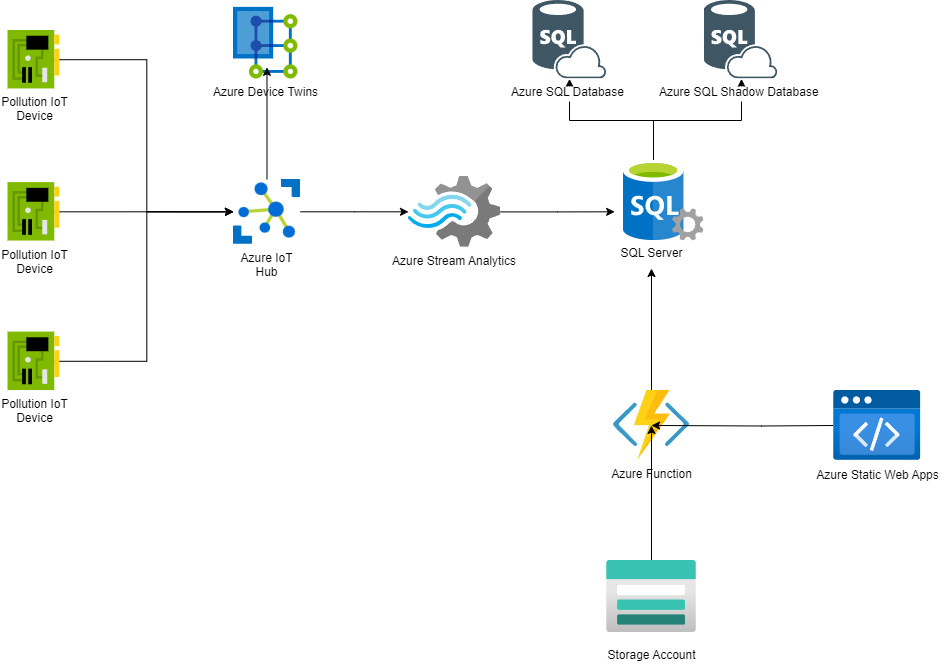 SQL
SQL
Azure Device Twins
Azure SQL Database
Azure SQL Shadow Database
Pollution IoT
Device
SQL
Pollution IoT
Device
Azure IoT
Hub
Azure Stream Analytics
SQL Server
Pollution IoT
Device
Azure Function
Azure Static Web Apps
Storage Account